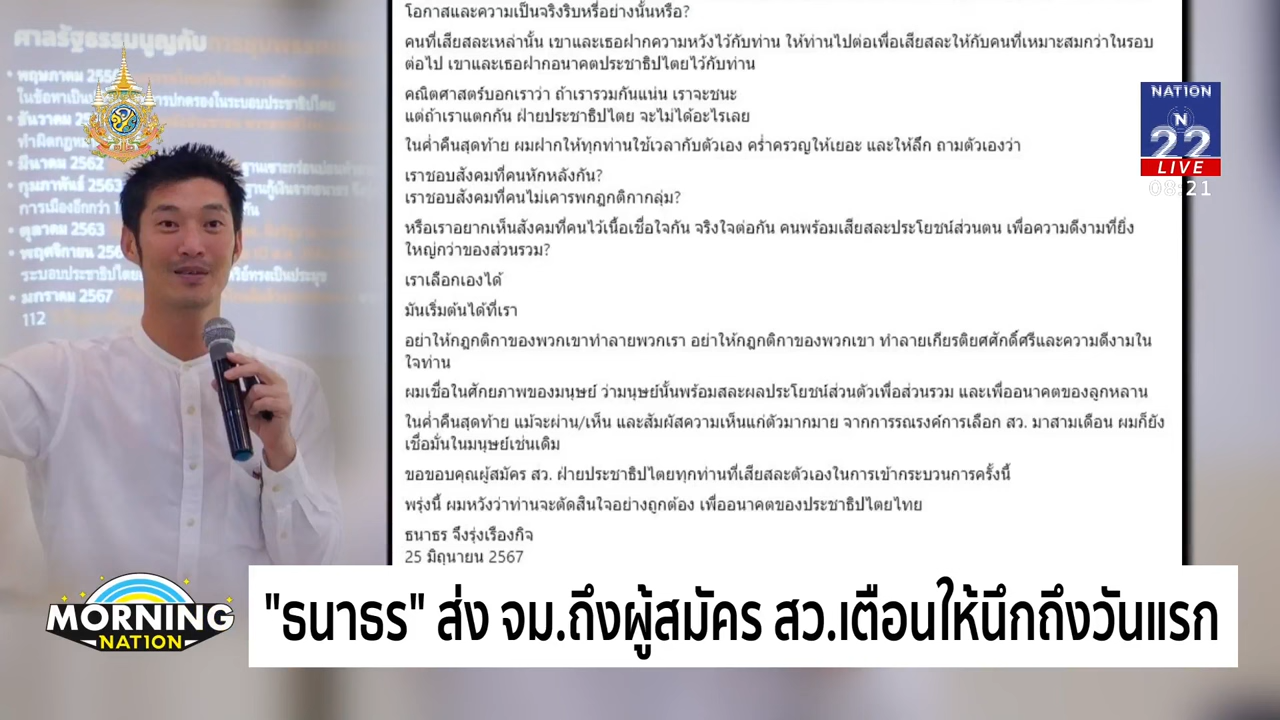 ศาลรัฐธรรมนูญกับ
• พฤษภาคม
ในข้อหาเป็น การปกครองในระบอบประชาธิปไตย
• ธันวาคม
• มีนาคม 2562
• กุมภาพันธ์ 2563
การเมืองอีกกว่า
• ตุลาคม 2563
• พฤศจิกายน
• มกราคม 2567
112
โอกาสและความเป็นจริงริบหรี่อย่างนั้นหรือ?
คนที่เสียสละเหล่านั้น เขาและเธอฝากความหวังไว้กับท่าน ให้ท่านไปต่อเพื่อเสียสละให้กับคนที่เหมาะสมกว่าในรอบ
ต่อไป เขาและเธอฝากอนาคตประชาธิปไตยไว้กับท่าน
คณิตศาสตร์บอกเราว่า ถ้าเรารวมกันแน่น เราจะชนะ
แต่ถ้าเราแตกกัน ฝ่ายประชาธิปไตย จะไม่ได้อะไรเลย
ในค่ำคืนสุดท้าย ผมฝากให้ทุกท่านใช้เวลากับตัวเอง คร่ำครวญให้เยอะ และให้ลึก ถามตัวเองว่า
เราชอบสังคมที่คนหักหลังกัน?
เราชอบสังคมที่คนไม่เคารพกฎกติกากลุ่ม?
หรือเราอยากเห็นสังคมที่คนไว้เนื้อเชื่อใจกัน จริงใจต่อกัน คนพร้อมเสียสละประโยชน์ส่วนตน เพื่อความดีงามที่ยิ่ง
ใหญ่กว่าของส่วนรวม?
เราเลือกเองได้
มันเริ่มต้นได้ที่เรา
อย่าให้กฎกติกาของพวกเขาทำลายพวกเรา อย่าให้กฎกติกาของพวกเขา ทำลายเกียรติยศศักดิ์ศรีและความดีงามใน
ใจท่าน
ผมเชื่อในศักยภาพของมนุษย์ ว่ามนุษย์นั้นพร้อมสละผลประโยชน์ส่วนตัวเพื่อส่วนรวม และเพื่ออนาคตของลูกหลาน
ในค่ำคืนสุดท้าย แม้จะผ่าน/เห็น และสัมผัสความเห็นแก่ตัวมากมาย จากการรณรงค์การเลือก สว. มาสามเดือน ผมก็ยัง
เชื่อมั่นในมนุษย์เช่นเดิม
ขอขอบคุณผู้สมัคร สว. ฝ่ายประชาธิปไตยทุกท่านที่เสียสละตัวเองในการเข้ากระบวนการครั้งนี้
พรุ่งนี้ ผมหวังว่าท่านจะตัดสินใจอย่างถูกต้อง เพื่ออนาคตของประชาธิปไตยไทย
ธนาธร จึงรุ่งเรืองกิจ
25 มิถุนายน 2567
NATION
N
22
LIVE
08:21
MORNING
NATION
"ธนาธร" ส่ง จม.ถึงผู้สมัคร สว.เตือนให้นึกถึงวันแรก